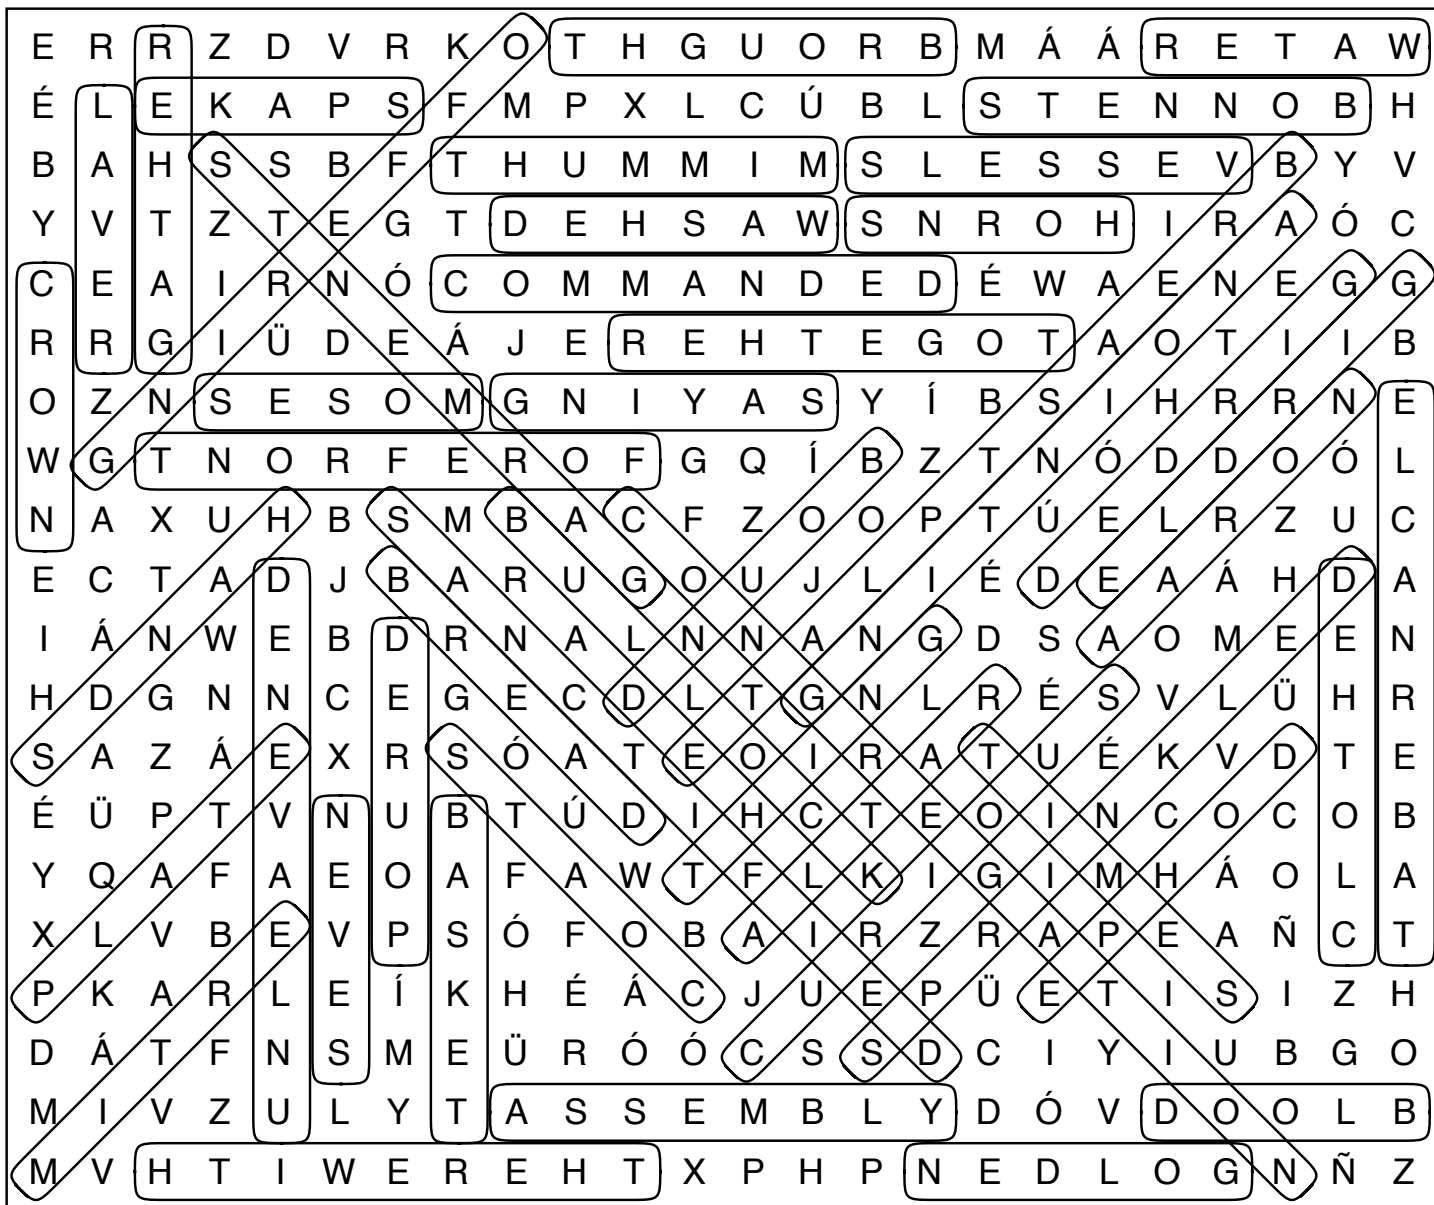 E R R Z D V R K O T H G U O R B M Á Á R E T A W
É L E K A P S F M P X L C Ú B L S T E N N O B H
B A H S S B F T H U M M I M S L E S S E V B Y V
Y V T Z T E G T D E H S A W S N R O H I R A Ó C
C E A I R N Ó C O M M A N D E D É W A E N E G G
R R G I Ü D E Á J E R E H T E G O T A O T I I B
O Z N S E S O M G N I Y A S Y Í B S I H R R N E
W G T N O R F E R O F G Q Í B Z T N Ó D D O Ó L
N A X U H B S M B A C F Z O O P T Ú E L R Z U C
E C T A D J B A R U G O U J L I É D E A Á H D A
I Á N W E B D R N A L N N A N G D S A O M E E N
H D G N N C E G E C D L T G N L R É S V L Ü H R
S A Z Á E X R S Ó A T E O I R A T U É K V D T E
É Ü P T V N U B T Ú D I H C T E O I N C O C O B
Y Q A F A E O A F A W T F L K I G I M H Á O L A
X L V B E V P S Ó F O B A I R Z R A P E A Ñ C T
P K A R L E Í K H É Á C J U E P Ü E T I S I Z H
D Á T F N S M E Ü R Ó Ó C S S D C I Y I U B G O
M I V Z U L Y T A S S E M B L Y D Ó V D O O L B
M V H T I W E R E H T X P H P N E D L O G N Ñ Z